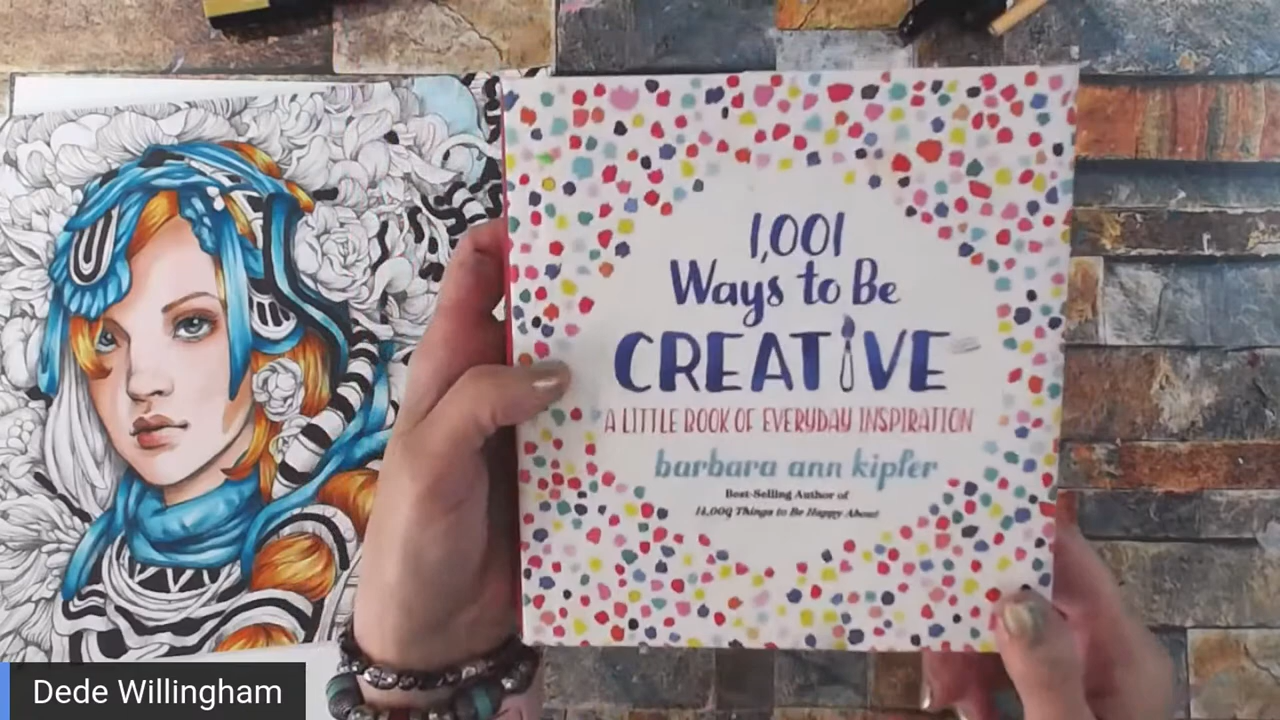 1,001
Ways to Be
CREATIVE
A LITTLE BOOK OF EVERYDAY INSPIRATION
barbara ann kipfer
Best-Selling Author of
14,000 Things to Be Happy About
Dede Willingham